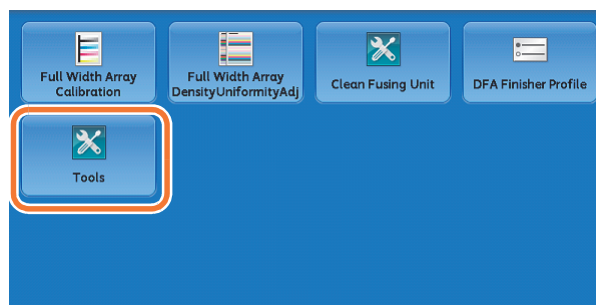 Full Width Array
Calibration
Full Width Array
DensityUniformityAdj
Clean Fusing Unit
DFA Finisher Profile
Tools